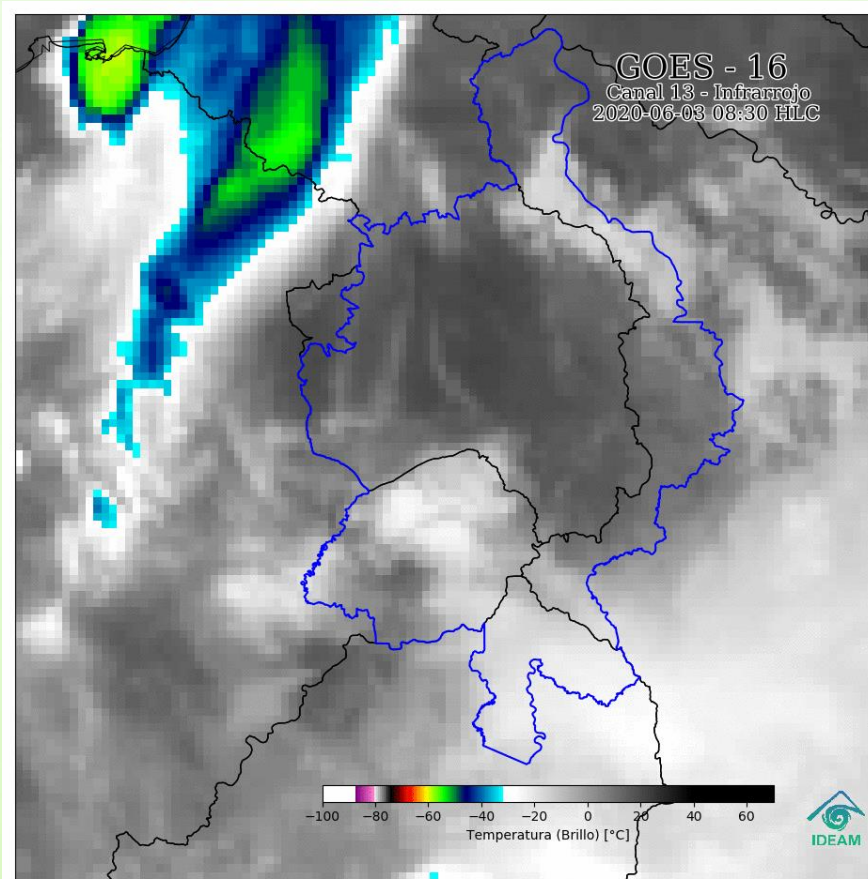 GOES - 16
Canal 13 - Infrarrojo
2020-06-03 08:30 HLC
−100 −80 −60 −40 −20 0 20 40 60
Temperatura (Brillo) [°C]
IDEAM